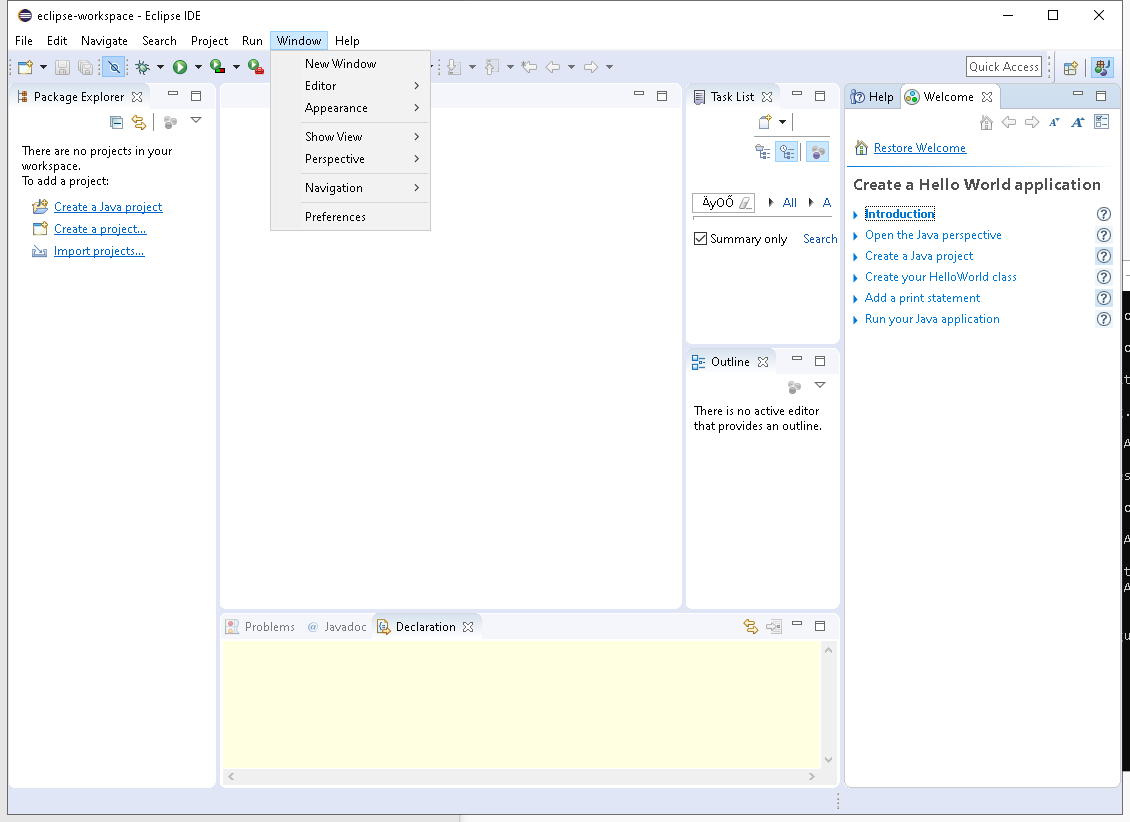 eclipse-workspace - Eclipse IDE
File Edit Navigate Search Project Run Window Help
Quick Access
New Window
Editor
Appearance
Show View
Perspective
Navigation
Preferences
Package Explorer
There are no projects in your
workspace.
To add a project:
Create a Java project
Create a project...
Import projects...
Task List
ÄyOŐ All A
Summary only Search
Outline
There is no active editor
that provides an outline.
Help Welcome
Restore Welcome
Create a Hello World application
Introduction
Open the Java perspective
Create a Java project
Create your HelloWorld class
Add a print statement
Run your Java application
Problems @ Javadoc Declaration